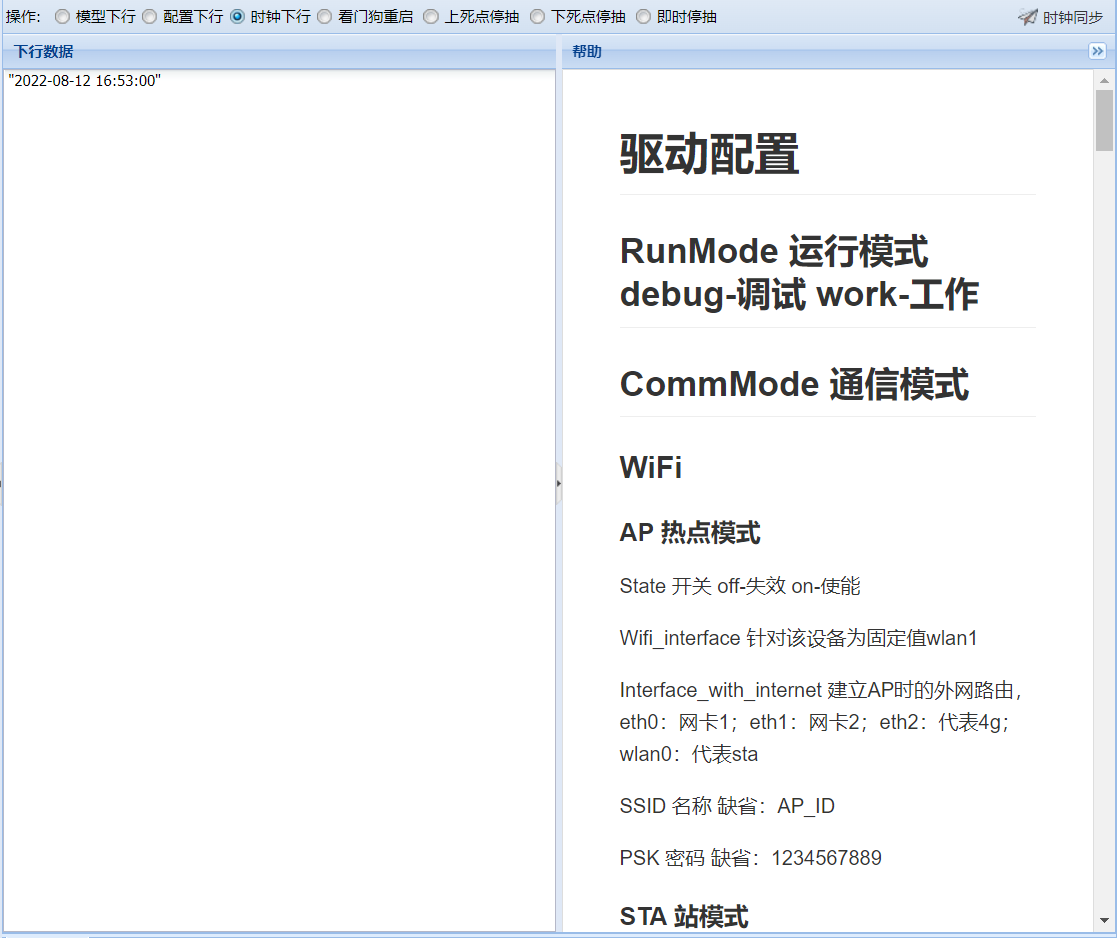 操作: 模型下行 配置下行 时钟下行 看门狗重启 上死点停抽 下死点停抽 即时停抽 时钟同步
下行数据
"2022-08-12 16:53:00"
帮助
驱动配置
RunMode 运行模式
debug-调试 work-工作
CommMode 通信模式
WiFi
AP 热点模式
State 开关 off-失效 on-使能
Wifi_interface 针对该设备为固定值wlan1
Interface_with_internet 建立AP时的外网路由，
eth0：网卡1；eth1：网卡2；eth2：代表4g；
wlan0：代表sta
SSID 名称 缺省：AP_ID
PSK 密码 缺省：1234567889
STA 站模式